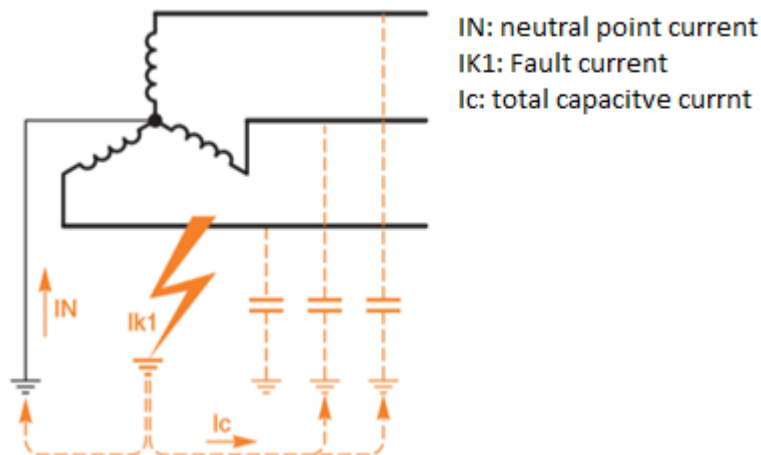 IN: neutral point current
IK1: Fault current
Ic: total capacitve currnt
IN
Ik1
Ic